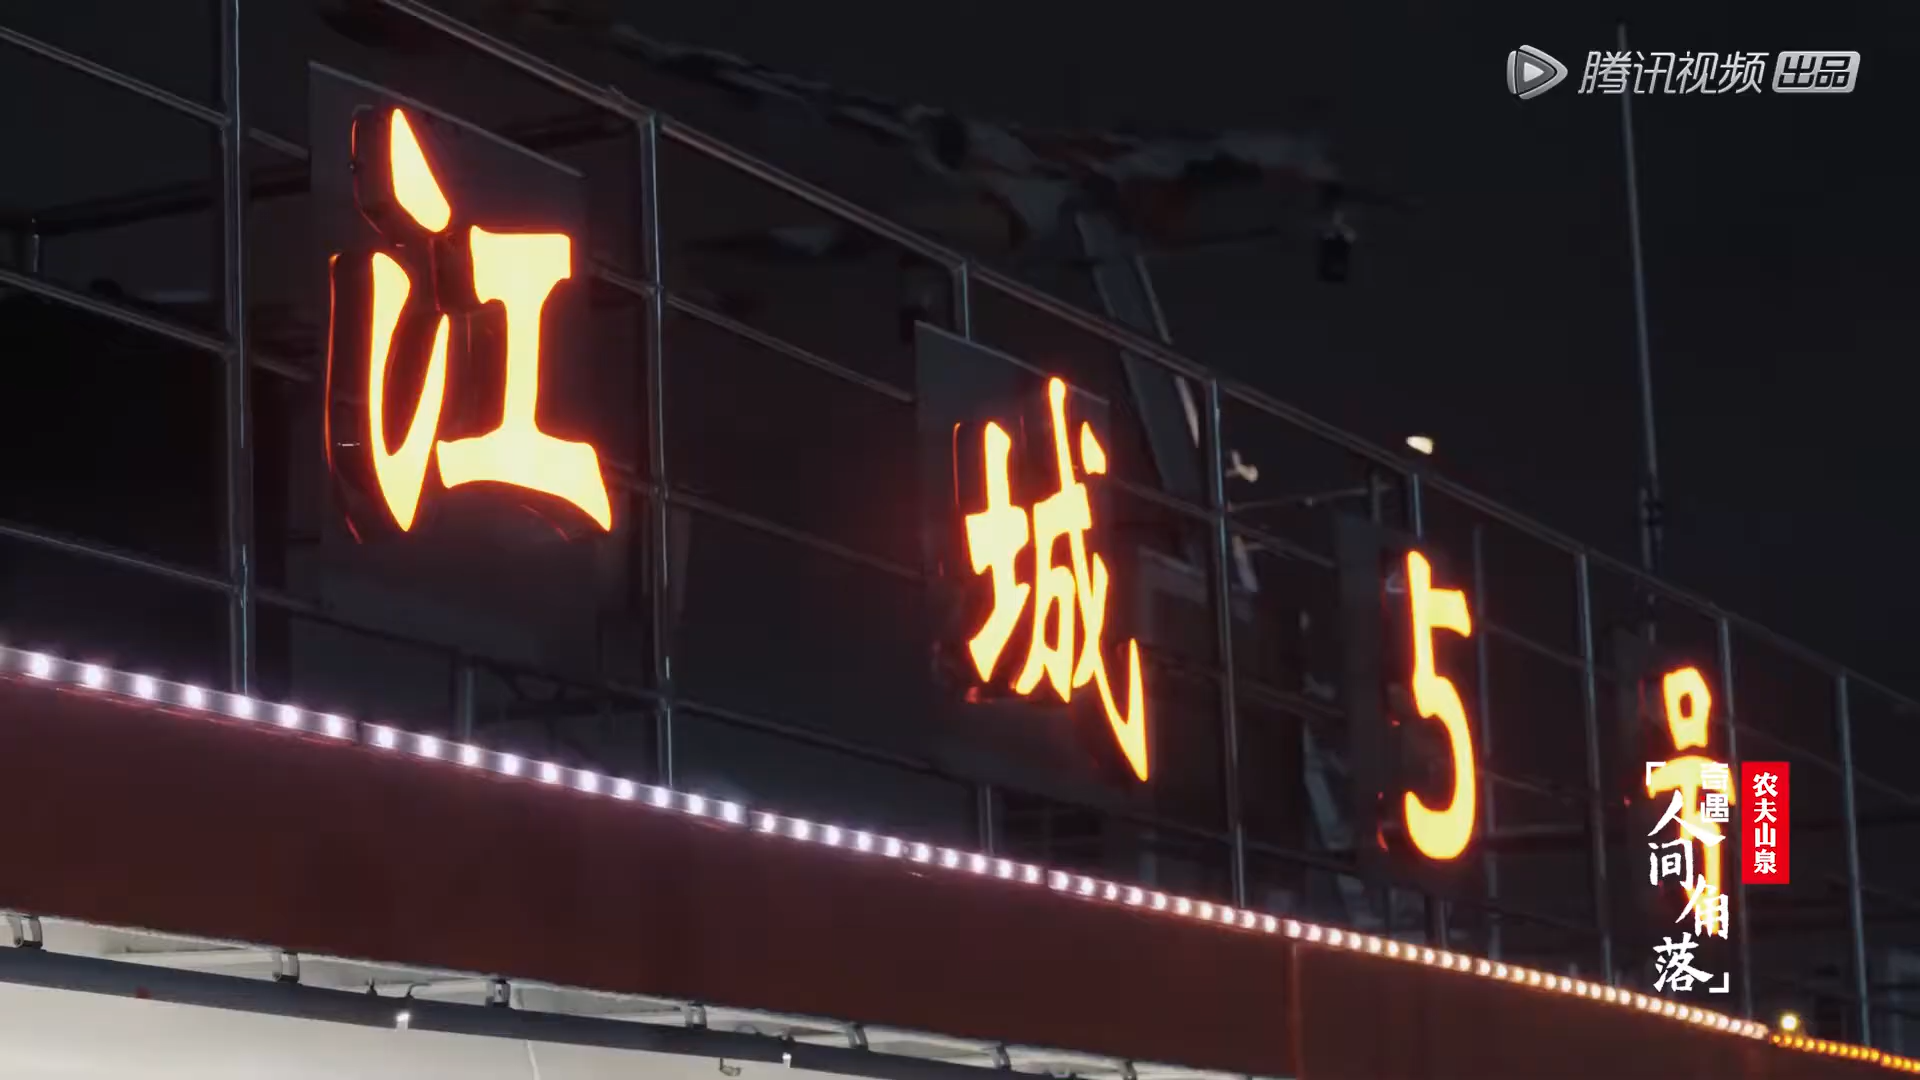 腾讯视频 出品
江城5号
「奇遇
人间角落」
农夫山泉